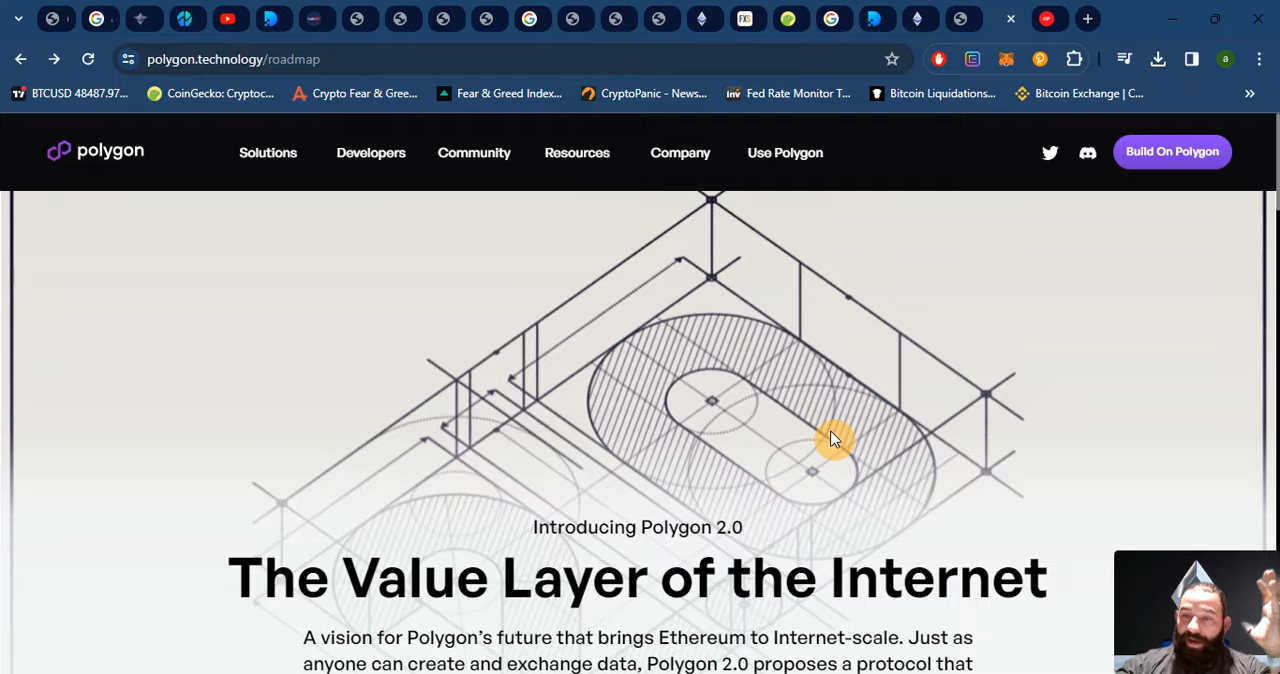 polygon.technology/roadmap
BTCUSD 48487.97...
CoinGecko: Cryptoc...
Crypto Fear & Gree...
Fear & Greed Index...
CryptoPanic - News...
Fed Rate Monitor T...
Bitcoin Liquidations...
Bitcoin Exchange | C...
polygon
Solutions
Developers
Community
Resources
Company
Use Polygon
Build On Polygon
Introducing Polygon 2.0
The Value Layer of the Internet
A vision for Polygon’s future that brings Ethereum to Internet-scale. Just as
anyone can create and exchange data, Polygon 2.0 proposes a protocol that